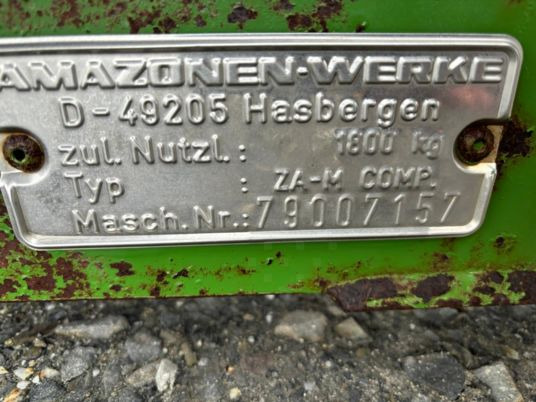 AMAZONEN-WERKE
D-49205 Hasbergen
zul. Nutzl.: 1800 kg
Typ : ZA-M COMP.
Masch.Nr.: 79007157